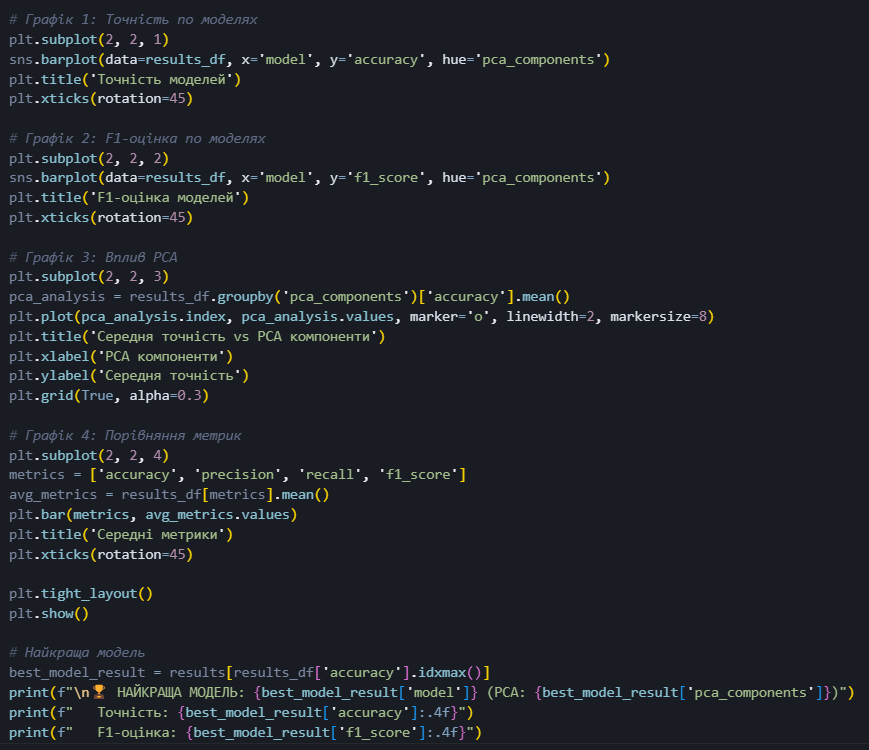 # Графік 1: Точність по моделях
plt.subplot(2, 2, 1)
sns.barplot(data=results_df, x='model', y='accuracy', hue='pca_components')
plt.title('Точність моделей')
plt.xticks(rotation=45)

# Графік 2: F1-оцінка по моделях
plt.subplot(2, 2, 2)
sns.barplot(data=results_df, x='model', y='f1_score', hue='pca_components')
plt.title('F1-оцінка моделей')
plt.xticks(rotation=45)

# Графік 3: Вплив PCA
plt.subplot(2, 2, 3)
pca_analysis = results_df.groupby('pca_components')['accuracy'].mean()
plt.plot(pca_analysis.index, pca_analysis.values, marker='o', linewidth=2, markersize=8)
plt.title('Середня точність vs PCA компоненти')
plt.xlabel('PCA компоненти')
plt.ylabel('Середня точність')
plt.grid(True, alpha=0.3)

# Графік 4: Порівняння метрик
plt.subplot(2, 2, 4)
metrics = ['accuracy', 'precision', 'recall', 'f1_score']
avg_metrics = results_df[metrics].mean()
plt.bar(metrics, avg_metrics.values)
plt.title('Середні метрики')
plt.xticks(rotation=45)

plt.tight_layout()
plt.show()

# Найкраща модель
best_model_result = results[results_df['accuracy'].idxmax()]
print(f"\n🏆 НАЙКРАЩА МОДЕЛЬ: {best_model_result['model']} (PCA: {best_model_result['pca_components']})")
print(f"   Точність: {best_model_result['accuracy']:.4f}")
print(f"   F1-оцінка: {best_model_result['f1_score']:.4f}")